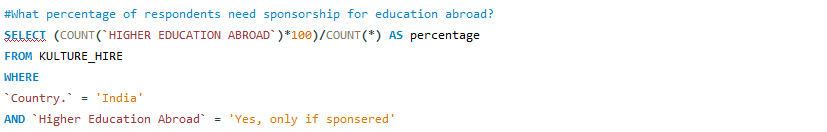 #What percentage of respondents need sponsorship for education abroad?
SELECT (COUNT(`HIGHER EDUCATION ABROAD`)*100)/COUNT(*) AS percentage
FROM KULTURE_HIRE
WHERE
`Country.` = 'India'
AND `Higher Education Abroad` = 'Yes, only if sponsered'